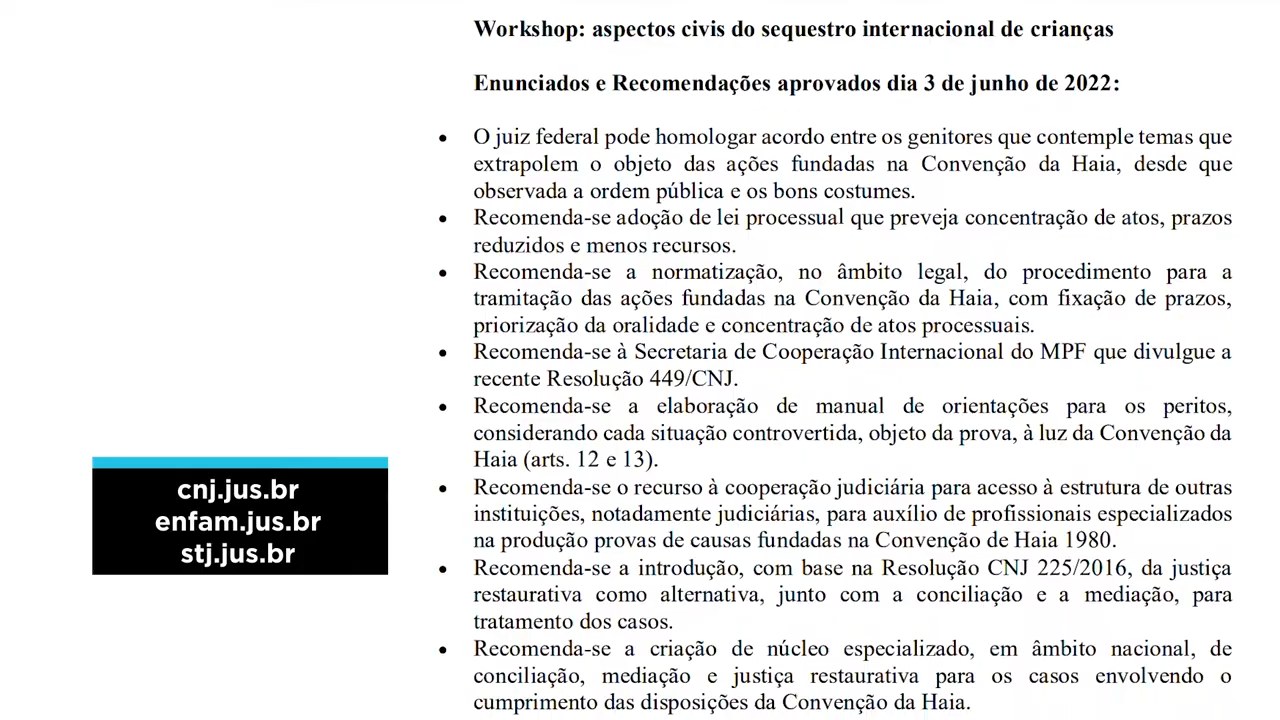 Workshop: aspectos civis do sequestro internacional de crianças
Enunciados e Recomendações aprovados dia 3 de junho de 2022:
• O juiz federal pode homologar acordo entre os genitores que contemple temas que
extrapolem o objeto das ações fundadas na Convenção da Haia, desde que
observada a ordem pública e os bons costumes.
• Recomenda-se adoção de lei processual que preveja concentração de atos, prazos
reduzidos e menos recursos.
• Recomenda-se a normatização, no âmbito legal, do procedimento para a
tramitação das ações fundadas na Convenção da Haia, com fixação de prazos,
priorização da oralidade e concentração de atos processuais.
• Recomenda-se à Secretaria de Cooperação Internacional do MPF que divulgue a
recente Resolução 449/CNJ.
• Recomenda-se a elaboração de manual de orientações para os peritos,
considerando cada situação controvertida, objeto da prova, à luz da Convenção da
Haia (arts. 12 e 13).
• Recomenda-se o recurso à cooperação judiciária para acesso à estrutura de outras
instituições, notadamente judiciárias, para auxílio de profissionais especializados
na produção provas de causas fundadas na Convenção de Haia 1980.
• Recomenda-se a introdução, com base na Resolução CNJ 225/2016, da justiça
restaurativa como alternativa, junto com a conciliação e a mediação, para
tratamento dos casos.
• Recomenda-se a criação de núcleo especializado, em âmbito nacional, de
conciliação, mediação e justiça restaurativa para os casos envolvendo o
cumprimento das disposições da Convenção da Haia.
cnj.jus.br
enfam.jus.br
stj.jus.br